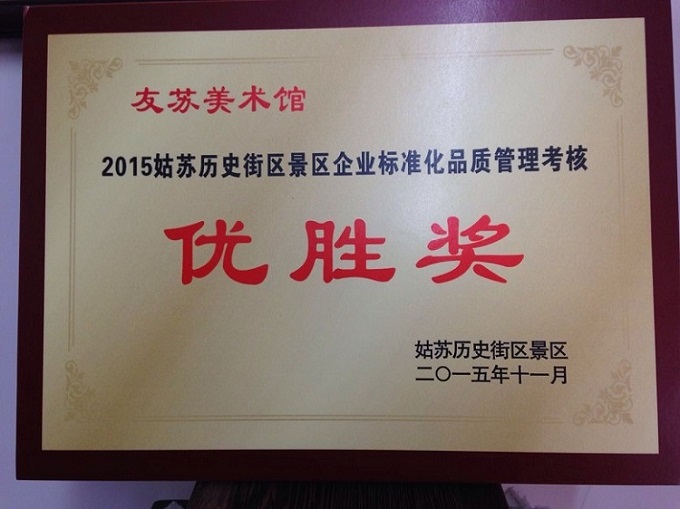 友苏美术馆
2015姑苏历史街区景区企业标准化品质管理考核
优胜奖
姑苏历史街区景区
二〇一五年十一月